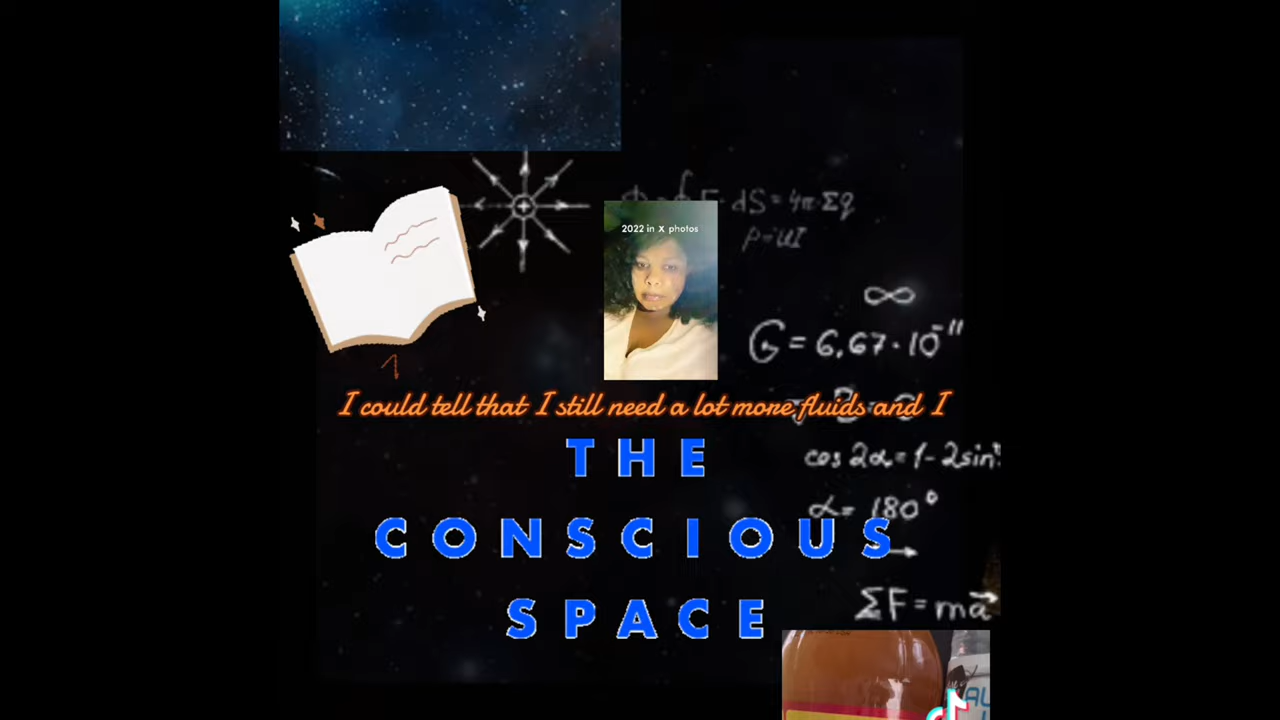 dS = 4π·Σq
2022 in X photos
∞
G = 6,67·10⁻¹¹
I could tell that I still need a lot more fluids and I
THE
cos 2α = 1 - 2sin
α = 180°
CONSCIOUS
SPACE
ΣF = ma